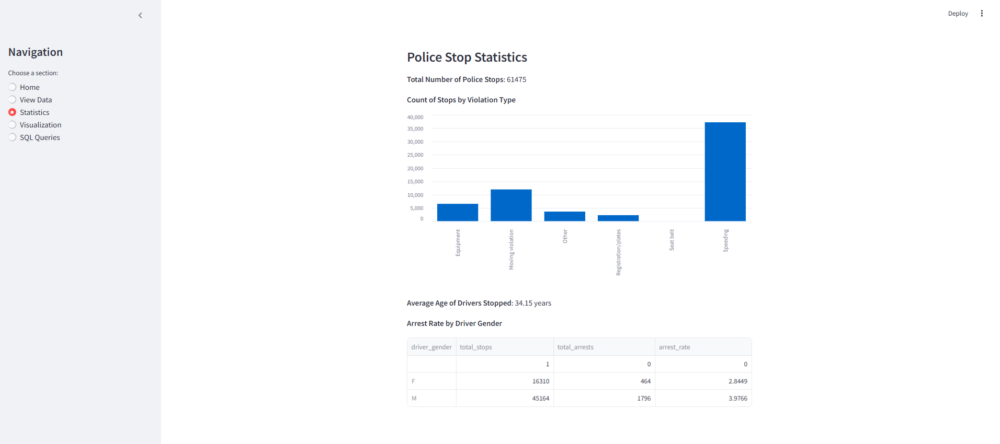 Deploy
Navigation
Choose a section:
Home
View Data
Statistics
Visualization
SQL Queries
Police Stop Statistics
Total Number of Police Stops: 61475
Count of Stops by Violation Type
40,000
35,000
30,000
25,000
20,000
15,000
10,000
5,000
0
Equipment
Moving violation
Other
Registration/plates
Seat belt
Speeding
Average Age of Drivers Stopped: 34.15 years
Arrest Rate by Driver Gender
driver_gender total_stops total_arrests arrest_rate
1 0 0
F 16310 464 2.8449
M 45164 1796 3.9766